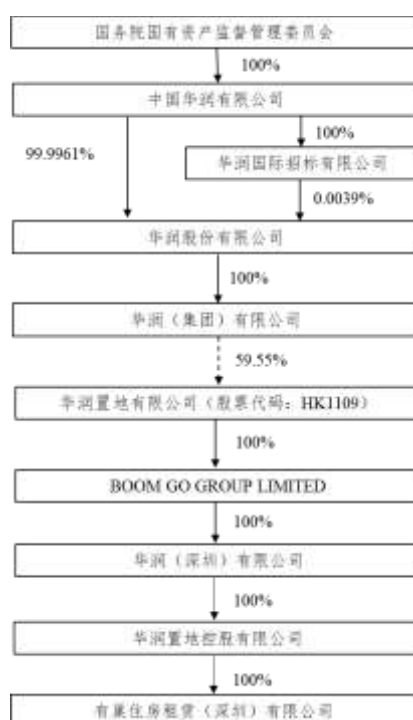 国务院国有资产监督管理委员会
100%
中国华润有限公司
99.9961%
100%
华润国际招标有限公司
0.0039%
华润股份有限公司
100%
华润（集团）有限公司
59.55%
华润置地有限公司（股票代码：HK1109）
100%
BOOM GO GROUP LIMITED
100%
华润（深圳）有限公司
100%
华润置地控股有限公司
100%
有巢住房租赁（深圳）有限公司